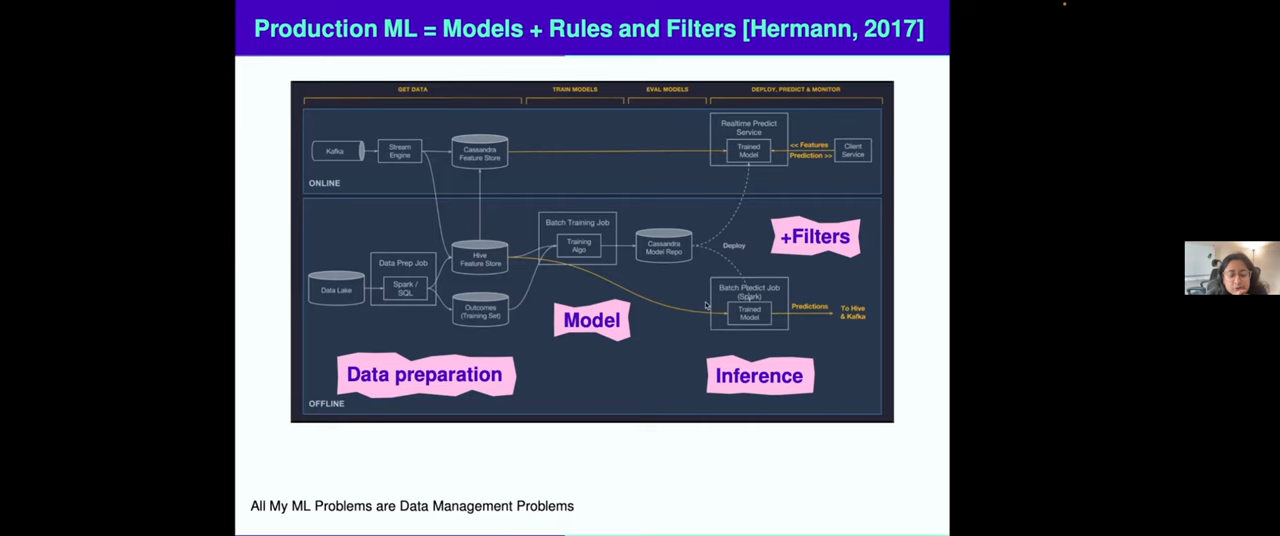 Production ML = Models + Rules and Filters [Hermann, 2017]
GET DATA
TRAIN MODELS
EVAL MODELS
DEPLOY, PREDICT & MONITOR
Kafka
Stream
Engine
Cassandra
Feature Store
Realtime Predict
Service
Trained
Model
<< Features
Prediction >>
Client
Service
ONLINE
Data Lake
Data Prep Job
Spark /
SQL
Hive
Feature Store
Outcomes
(Training Set)
Batch Training Job
Training
Algo
Cassandra
Model Repo
Deploy
+Filters
Batch Predict Job
(Spark)
Trained
Model
Predictions
To Hive
& Kafka
Model
Data preparation
Inference
OFFLINE
All My ML Problems are Data Management Problems